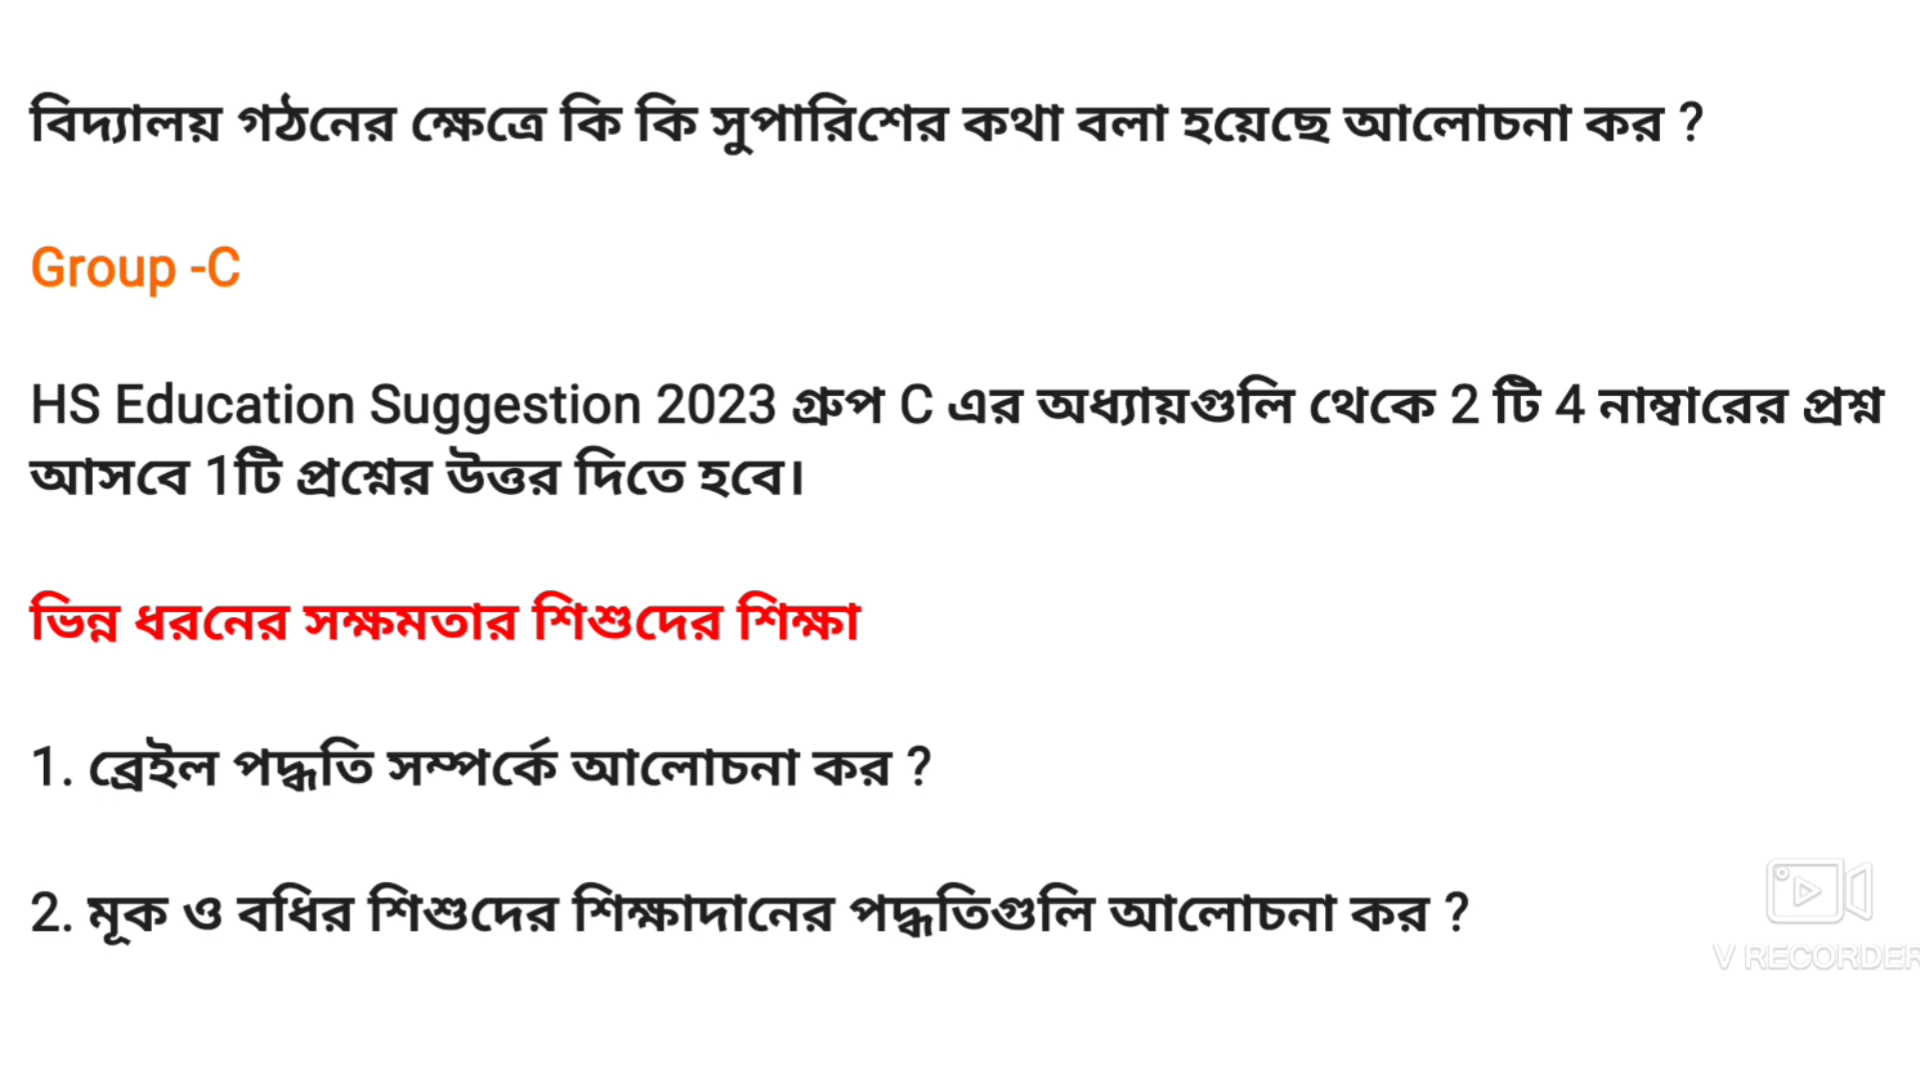 বিদ্যালয় গঠনের ক্ষেত্রে কি কি সুপারিশের কথা বলা হয়েছে আলোচনা কর ?
Group -C
HS Education Suggestion 2023 গ্রুপ C এর অধ্যায়গুলি থেকে 2 টি 4 নাম্বারের প্রশ্ন
আসবে 1টি প্রশ্নের উত্তর দিতে হবে।
ভিন্ন ধরনের সক্ষমতার শিশুদের শিক্ষা
1. ব্রেইল পদ্ধতি সম্পর্কে আলোচনা কর ?
2. মূক ও বধির শিশুদের শিক্ষাদানের পদ্ধতিগুলি আলোচনা কর ?
V RECORDER